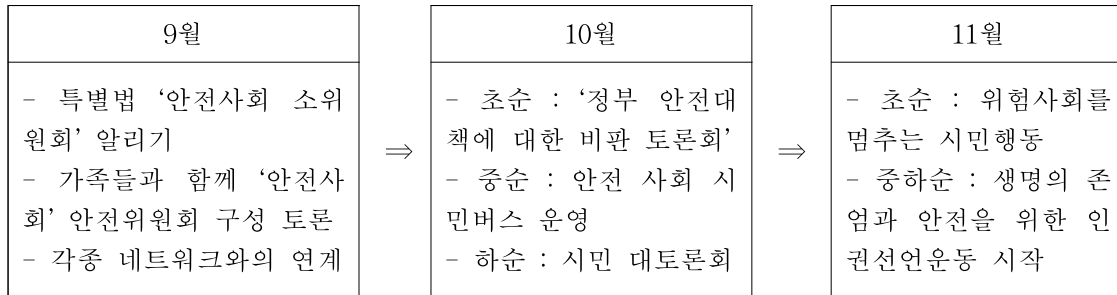 9월
- 특별법 ‘안전사회 소위
원회’ 알리기
- 가족들과 함께 ‘안전사
회’ 안전위원회 구성 토론
- 각종 네트워크와의 연계
⇒
10월
- 초순 : ‘정부 안전대
책에 대한 비판 토론회’
- 중순 : 안전 사회 시
민버스 운영
- 하순 : 시민 대토론회
⇒
11월
- 초순 : 위험사회를
멈추는 시민행동
- 중하순 : 생명의 존
엄과 안전을 위한 인
권선언운동 시작